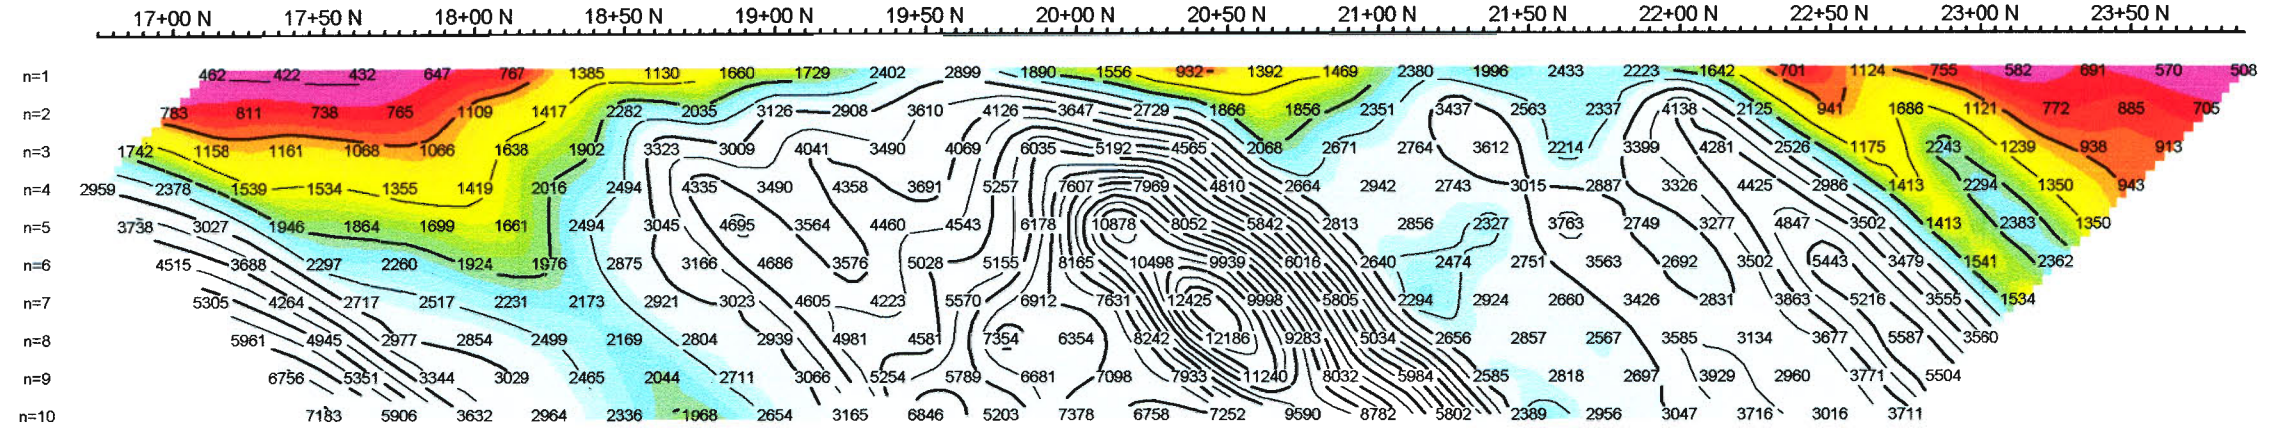 17+00 N 17+50 N 18+00 N 18+50 N 19+00 N 19+50 N 20+00 N 20+50 N 21+00 N 21+50 N 22+00 N 22+50 N 23+00 N 23+50 N
n=1 462 422 432 647 767 1385 1130 1660 1729 2402 2899 1890 1556 932 1392 1469 2380 1996 2433 2223 1642 701 1124 755 582 691 570 508
n=2 783 811 738 765 1109 1417 2282 2035 3126 2908 3610 4126 3647 2729 1866 1856 2351 3437 2563 2337 4138 2125 941 1686 1121 772 885 705
n=3 1742 1158 1161 1068 1066 1638 1902 3323 3009 4041 3490 4069 6035 5192 4565 2068 2671 2764 3612 2214 3399 4281 2526 1175 2243 1239 938 913
n=4 2959 2378 1539 1534 1355 1419 2016 2494 4335 3490 4358 3691 5257 7607 7969 4810 2664 2942 2743 3015 2887 3326 4425 2986 1413 2294 1350 943
n=5 3738 3027 1946 1864 1699 1661 2494 3045 4695 3564 4460 4543 6178 10878 8052 5842 2813 2856 2327 3763 2749 3277 4847 3502 1413 2383 1350
n=6 4515 3688 2297 2260 1924 1976 2875 3166 4686 3576 5028 5155 8165 10498 9939 6016 2640 2474 2751 3563 2692 3502 5443 3479 1541 2362
n=7 5305 4264 2717 2517 2231 2173 2921 3023 4605 4223 5570 6912 7631 12425 9998 5805 2294 2924 2660 3426 2831 3863 5216 3555 1534
n=8 5961 4945 2977 2854 2499 2169 2804 2939 4981 4581 7354 6354 8242 12186 9283 5034 2656 2857 2567 3585 3134 3677 5587 3560
n=9 6756 5351 3344 3029 2465 2044 2711 3066 5254 5789 6681 7098 7933 11240 8032 5984 2585 2818 2697 3929 2960 3771 5504
n=10 7183 5906 3632 2964 2336 1968 2654 3165 6846 5203 7378 6758 7252 9590 8782 5802 2389 2956 3047 3716 3016 3711